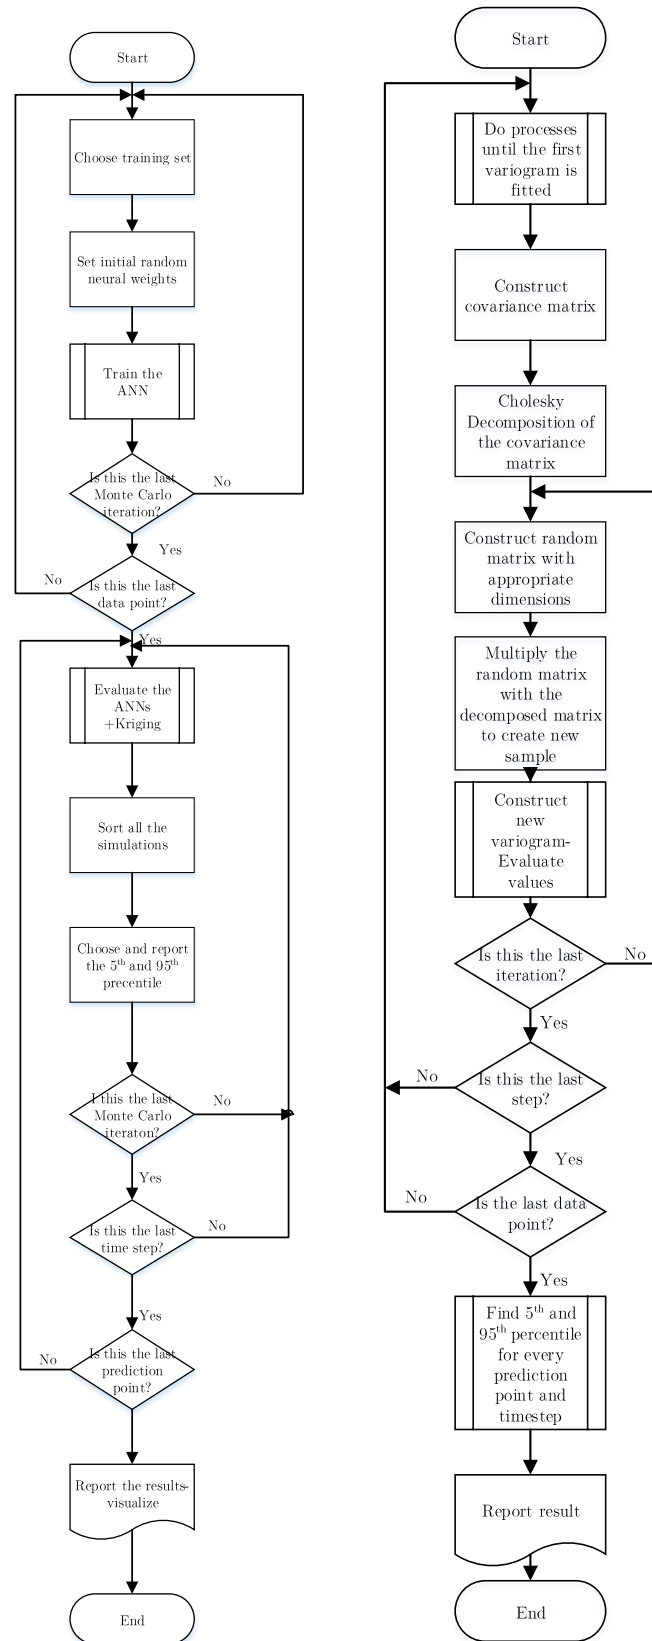 Start
Choose training set
Set initial random
neural weights
Train the
ANN
Is this the last
Monte Carlo
iteration?
No
Yes
No
Is this the last
data point?
Yes
Evaluate the
ANNs
+Kriging
Sort all the
simulations
Choose and report
the 5th and 95th
precentile
I this the last
Monte Carlo
iteraton?
No
Yes
Is this the last
time step?
No
Yes
No
Is this the last
prediction
point?
Report the results-
visualize
End
Start
Do processes
until the first
variogram is
fitted
Construct
covariance matrix
Cholesky
Decomposition of
the covariance
matrix
Construct random
matrix with
appropriate
dimensions
Multiply the
random matrix
with the
decomposed matrix
to create new
sample
Construct
new
variogram-
Evaluate
values
Is this the last
iteration?
No
Yes
No
Is this the last
step?
Yes
No
Is the last data
point?
Yes
Find 5th and
95th percentile
for every
prediction
point and
timestep
Report result
End